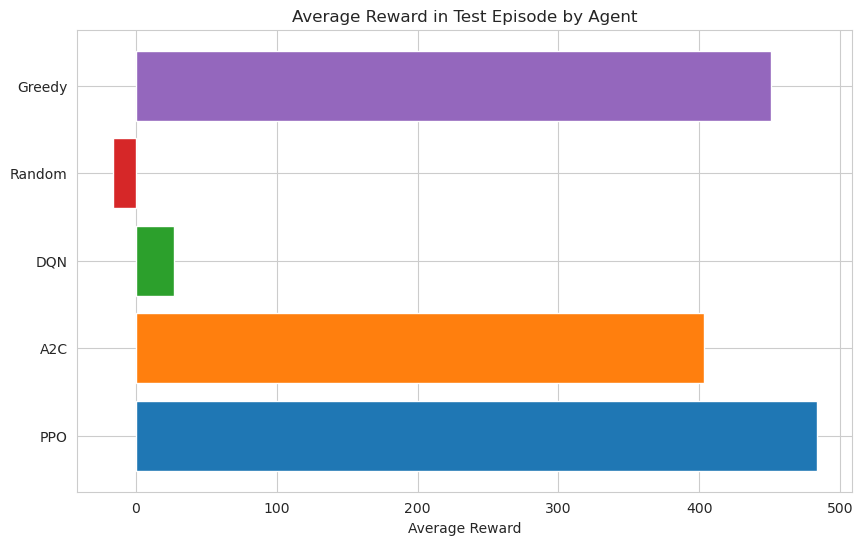 Average Reward in Test Episode by Agent
Greedy
Random
DQN
A2C
PPO
0 100 200 300 400 500
Average Reward